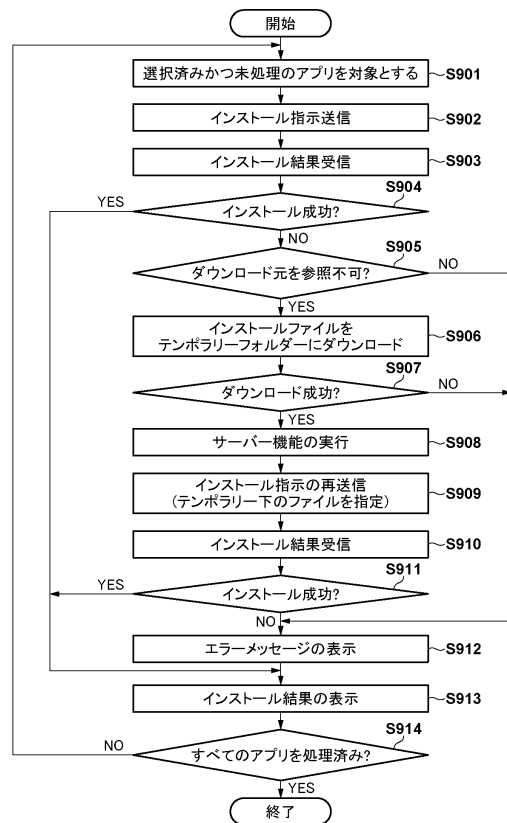 開始
選択済みかつ未処理のアプリを対象とする
S901
インストール指示送信
S902
インストール結果受信
S903
S904
YES
インストール成功?
NO
S905
ダウンロード元を参照不可?
NO
YES
インストールファイルを
テンポラリーフォルダーにダウンロード
S906
S907
ダウンロード成功?
NO
YES
サーバー機能の実行
S908
インストール指示の再送信
(テンポラリー下のファイルを指定)
S909
インストール結果受信
S910
S911
YES
インストール成功?
NO
エラーメッセージの表示
S912
インストール結果の表示
S913
S914
NO
すべてのアプリを処理済み?
YES
終了